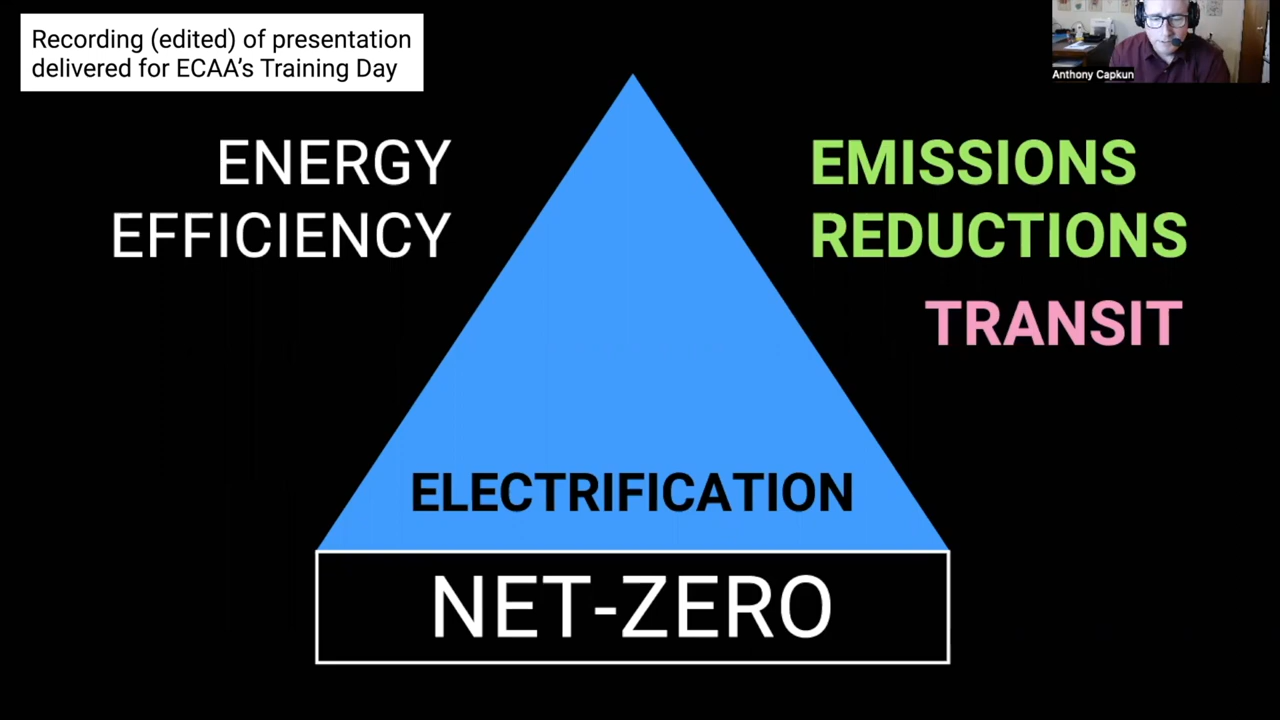 Recording (edited) of presentation
delivered for ECAA's Training Day
Anthony Capkun
ENERGY
EFFICIENCY
EMISSIONS
REDUCTIONS
TRANSIT
ELECTRIFICATION
NET-ZERO